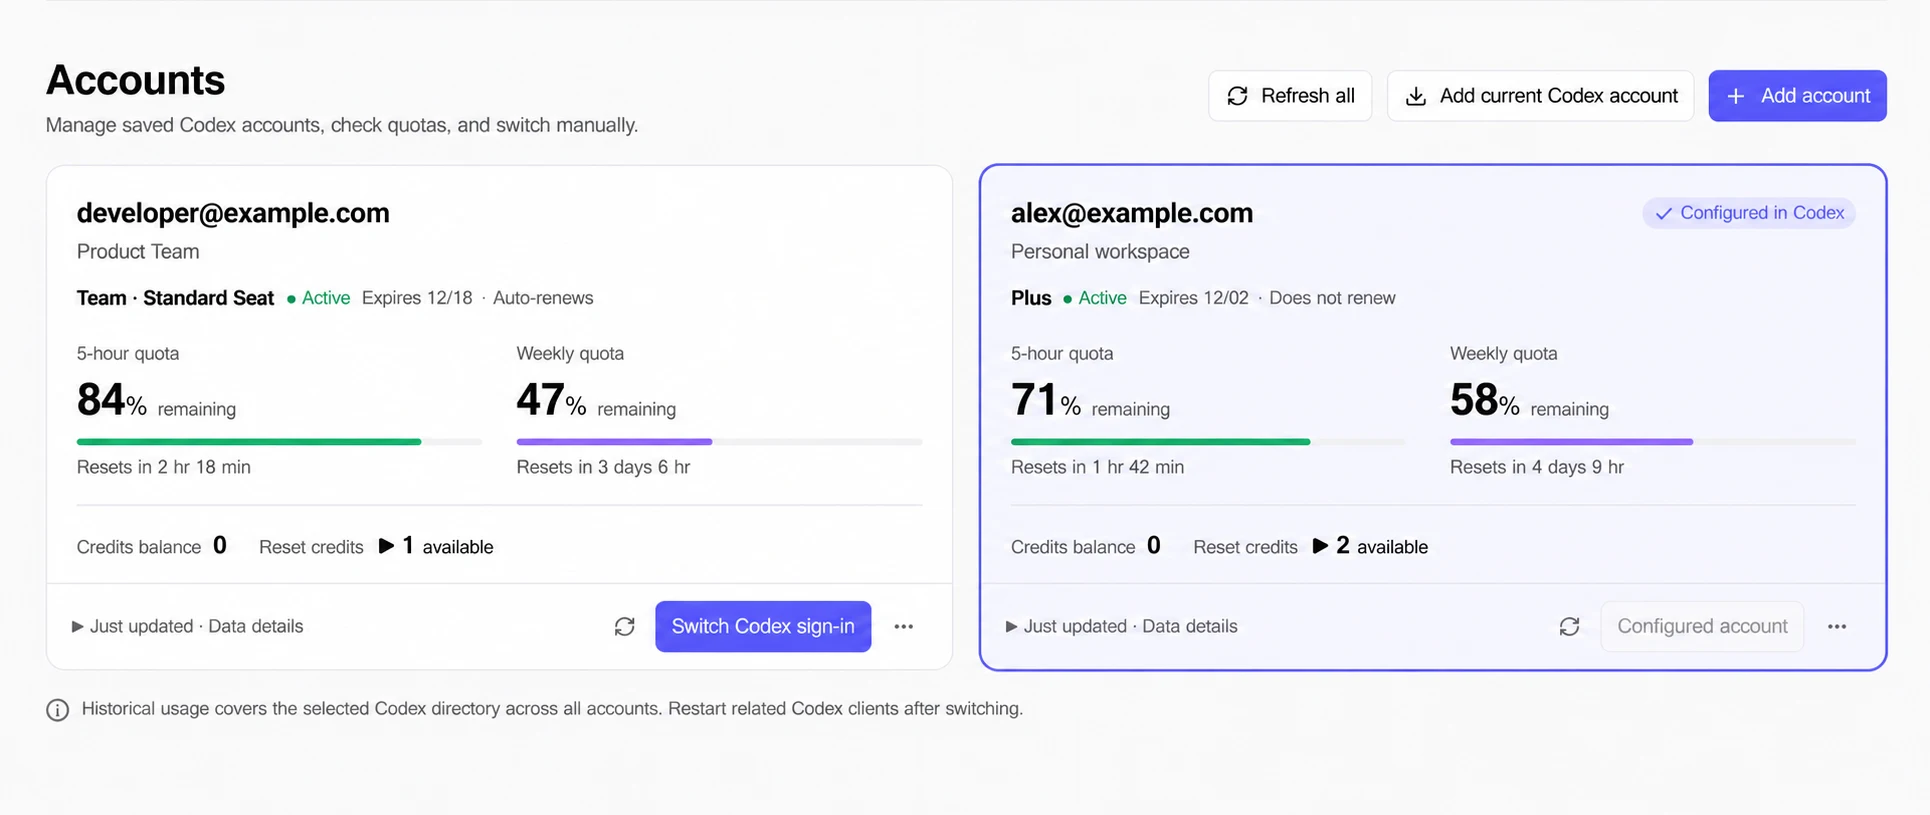 Accounts
Manage saved Codex accounts, check quotas, and switch manually.
Refresh all
Add current Codex account
Add account
developer@example.com
Product Team
Team · Standard Seat • Active Expires 12/18 · Auto-renews
5-hour quota
84% remaining
Resets in 2 hr 18 min
Weekly quota
47% remaining
Resets in 3 days 6 hr
Credits balance 0 Reset credits ▶ 1 available
▶ Just updated · Data details
Switch Codex sign-in
alex@example.com
Configured in Codex
Personal workspace
Plus • Active Expires 12/02 · Does not renew
5-hour quota
71% remaining
Resets in 1 hr 42 min
Weekly quota
58% remaining
Resets in 4 days 9 hr
Credits balance 0 Reset credits ▶ 2 available
▶ Just updated · Data details
Configured account
Historical usage covers the selected Codex directory across all accounts. Restart related Codex clients after switching.